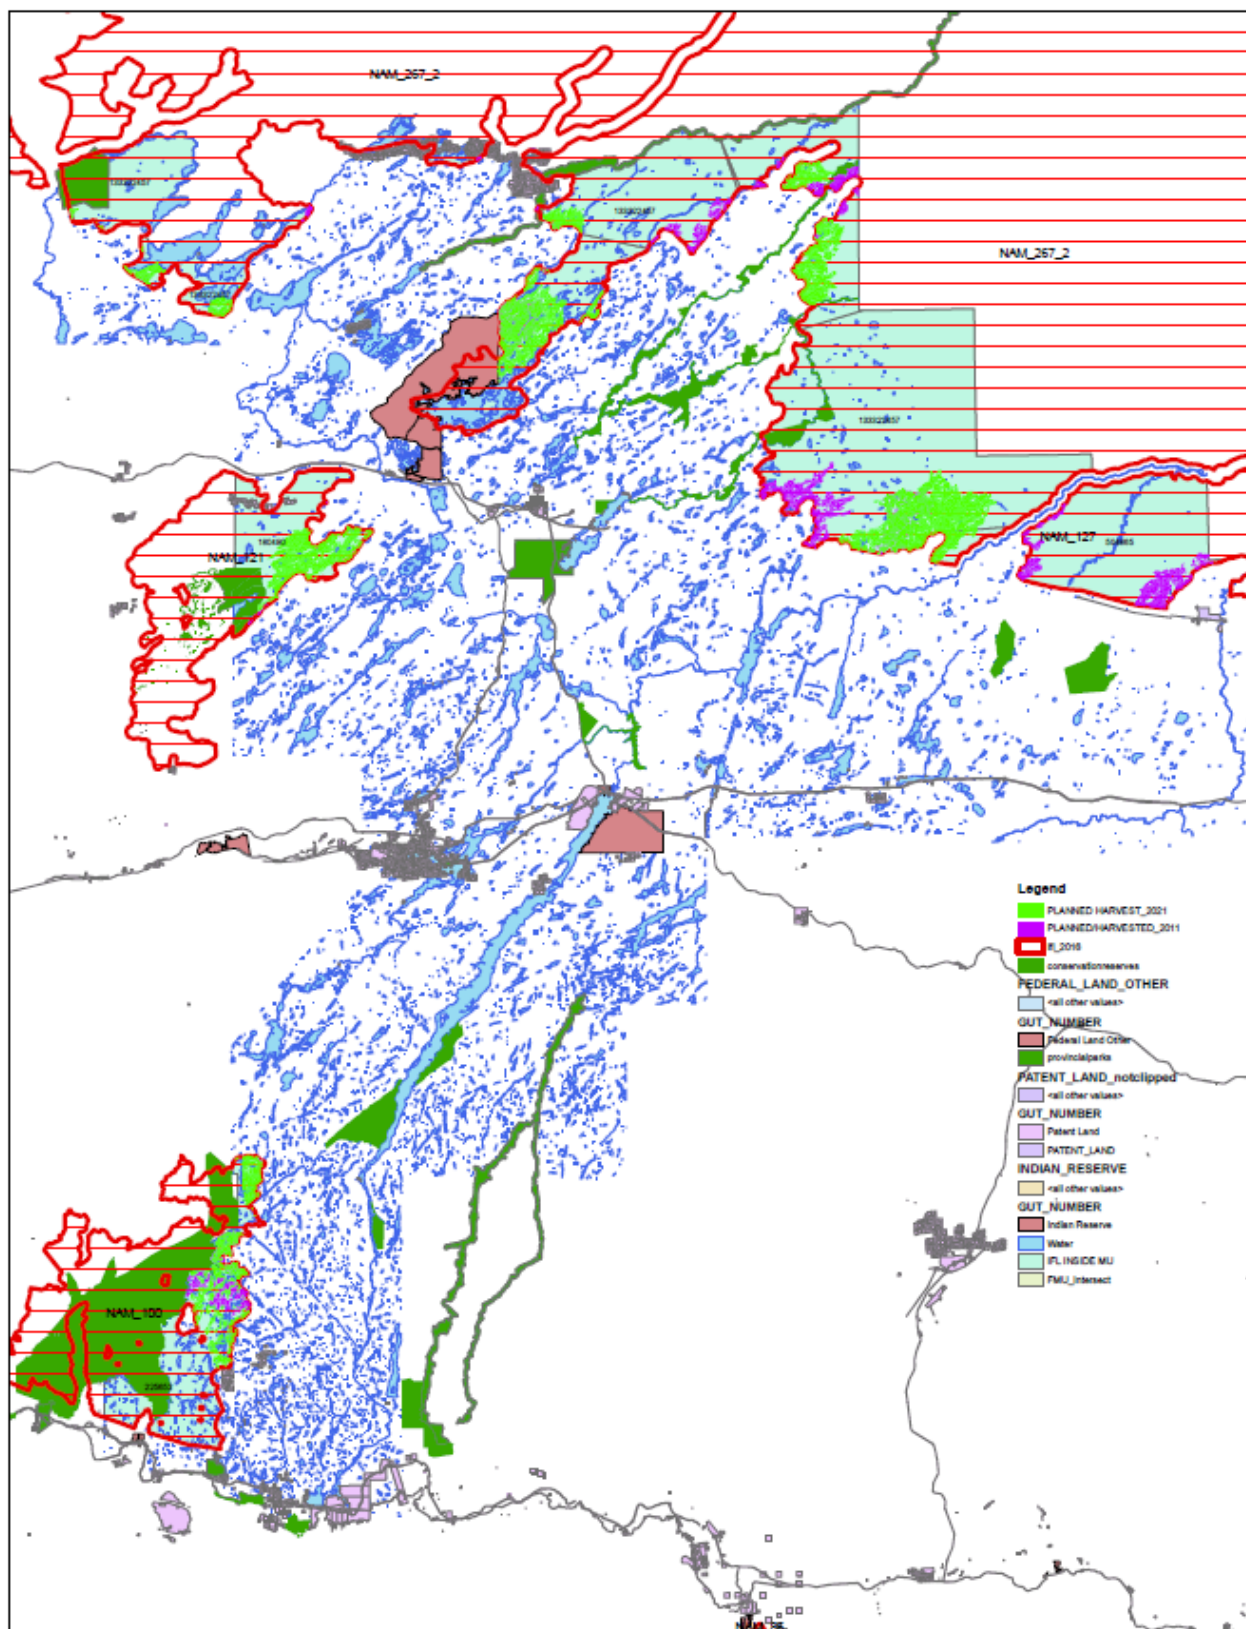 NAM_267_2
NAM_267_2
NAM_121
NAM_127
NAM_100
Legend
PLANNED HARVEST_2021
PLANNED/HARVESTED_2011
ifl_2016
conservationreserves
FEDERAL_LAND_OTHER
<all other values>
GUT_NUMBER
Federal Land Other
provincialparks
PATENT_LAND_notclipped
<all other values>
GUT_NUMBER
Patent Land
PATENT_LAND
INDIAN_RESERVE
<all other values>
GUT_NUMBER
Indian Reserve
Water
IFL INSIDE MU
FMU_Intersect